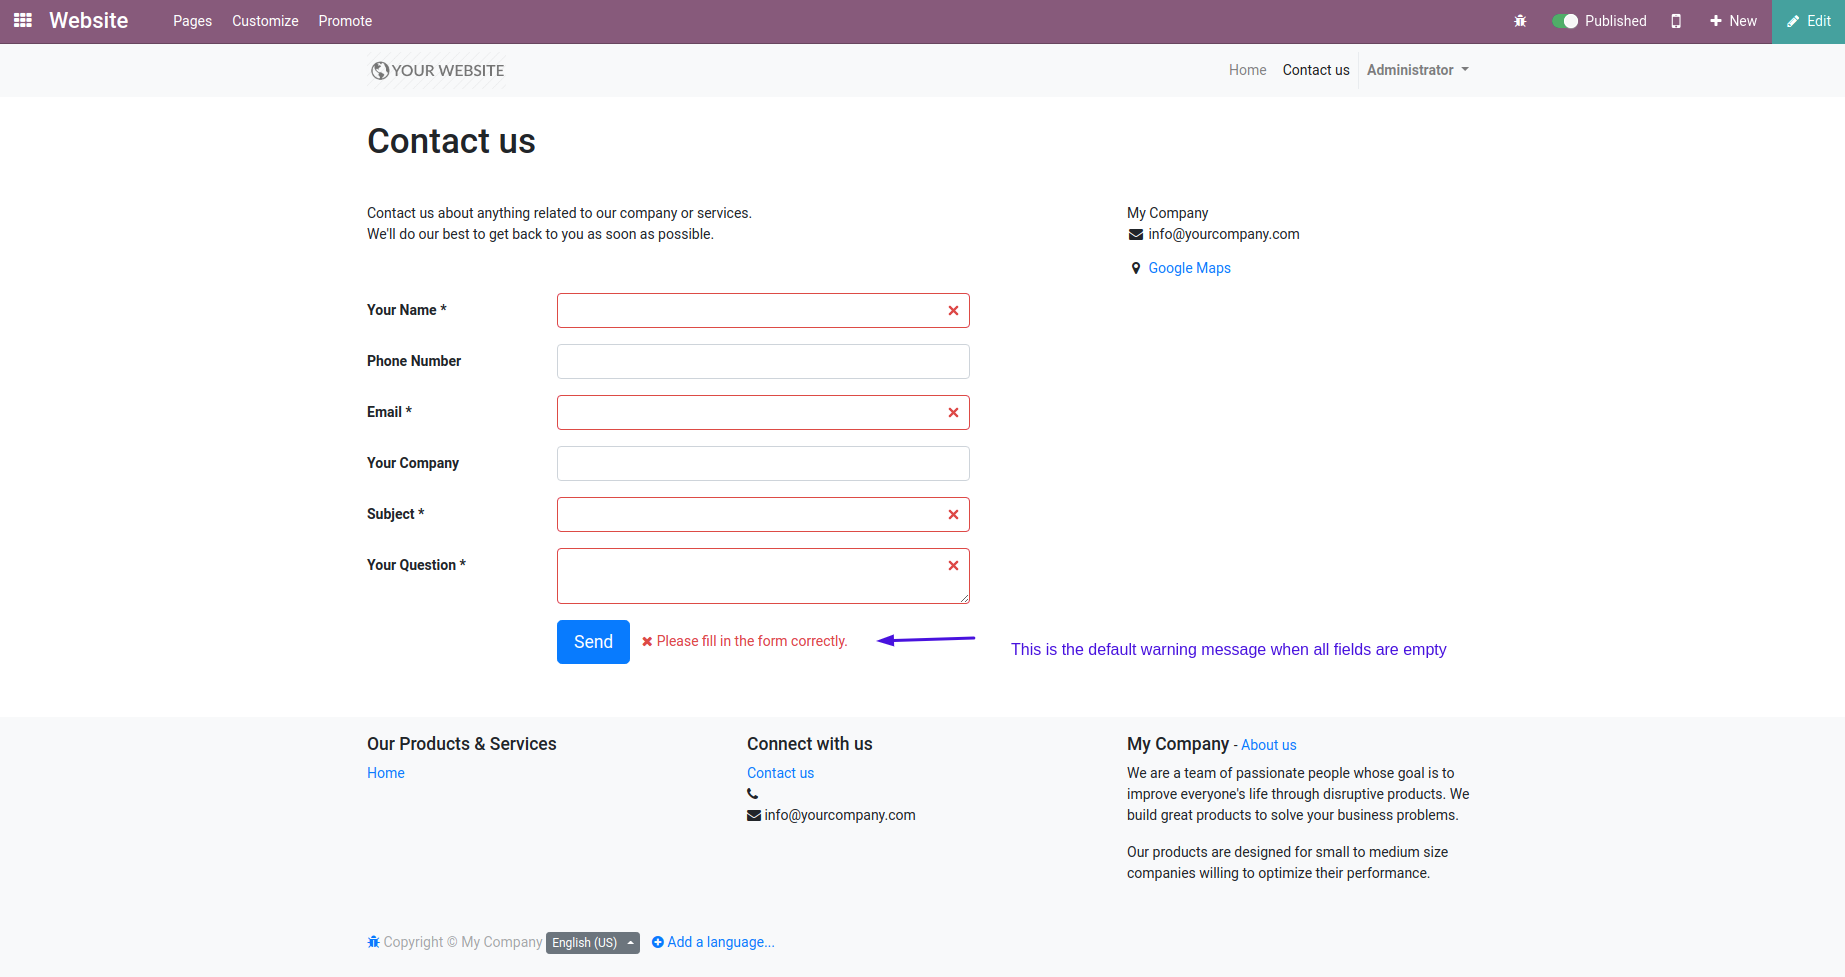 Website Pages Customize Promote Published New Edit
YOUR WEBSITE Home Contact us Administrator
Contact us
Contact us about anything related to our company or services.
We'll do our best to get back to you as soon as possible.
My Company
info@yourcompany.com
Google Maps
Your Name *
Phone Number
Email *
Your Company
Subject *
Your Question *
Send Please fill in the form correctly. This is the default warning message when all fields are empty
Our Products & Services
Home
Connect with us
Contact us
info@yourcompany.com
My Company - About us
We are a team of passionate people whose goal is to
improve everyone's life through disruptive products. We
build great products to solve your business problems.
Our products are designed for small to medium size
companies willing to optimize their performance.
Copyright © My Company English (US) Add a language...